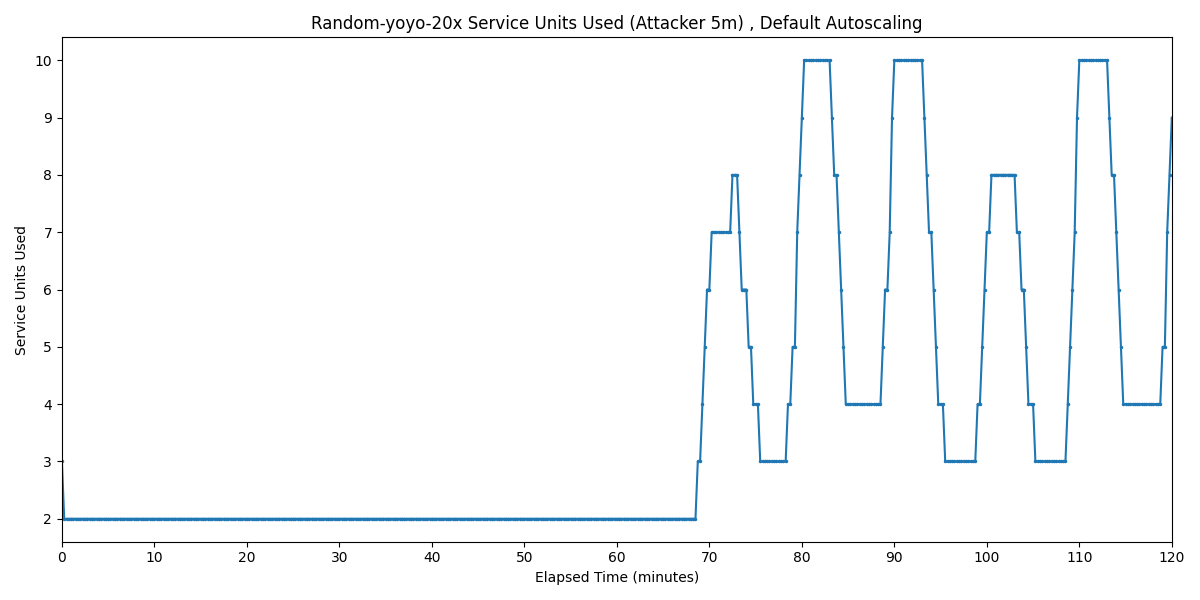 Random-yoyo-20x Service Units Used (Attacker 5m) , Default Autoscaling
10
9
8
7
6
5
4
3
2
Service Units Used
0 10 20 30 40 50 60 70 80 90 100 110 120
Elapsed Time (minutes)